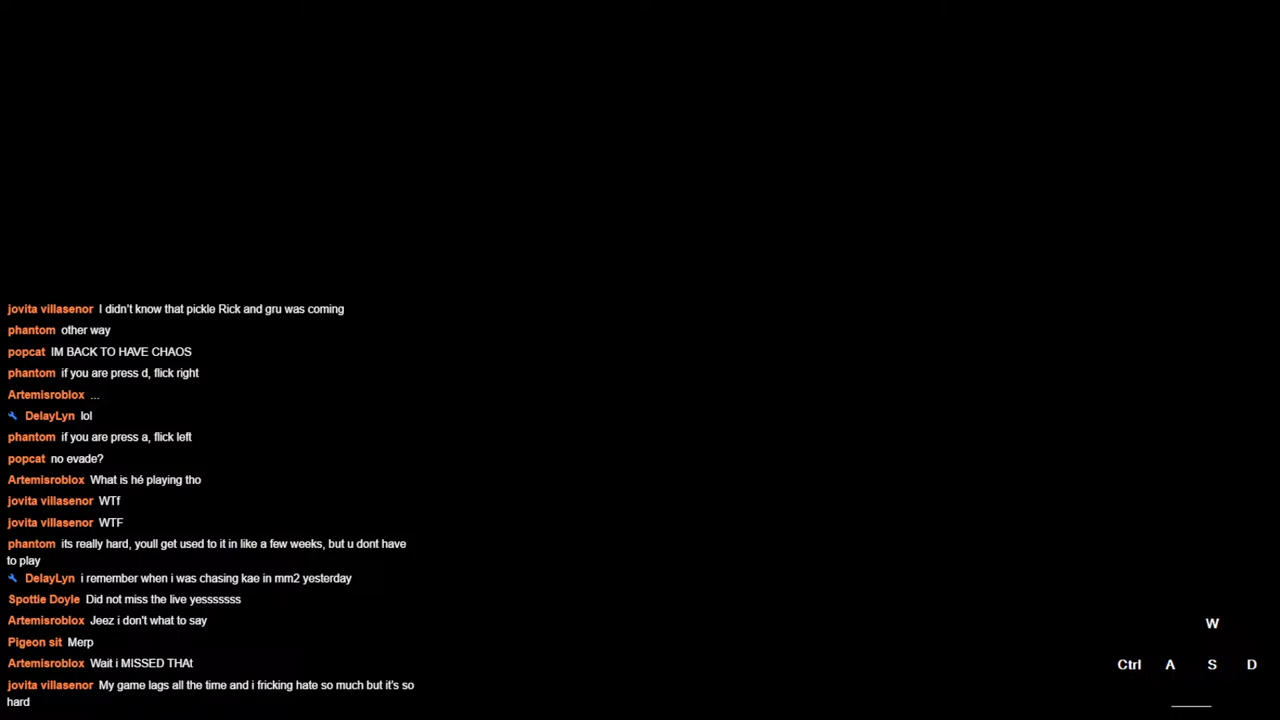 jovita villasenor I didn't know that pickle Rick and gru was coming
phantom other way
popcat IM BACK TO HAVE CHAOS
phantom if you are press d, flick right
Artemisroblox ...
DelayLyn lol
phantom if you are press a, flick left
popcat no evade?
Artemisroblox What is hé playing tho
jovita villasenor WTf
jovita villasenor WTF
phantom its really hard, youll get used to it in like a few weeks, but u dont have
to play
DelayLyn i remember when i was chasing kae in mm2 yesterday
Spottie Doyle Did not miss the live yesssssss
Artemisroblox Jeez i don't what to say
Pigeon sit Merp
Artemisroblox Wait i MISSED THAt
jovita villasenor My game lags all the time and i fricking hate so much but it's so
hard
W
Ctrl A S D